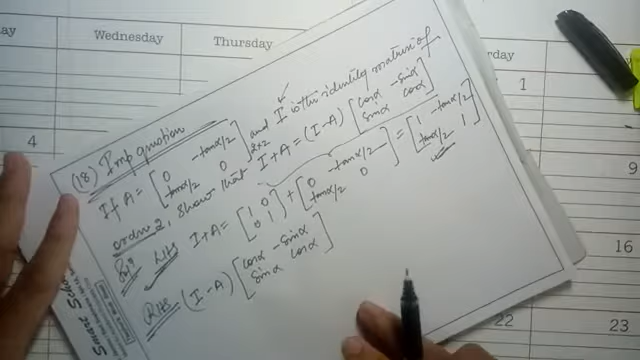 Wednesday
Thursday
rday
4
1
16
22
23
(18) Imp question
If A = [0 -tanα/2
tanα/2 0]2x2 and I is the identity matrix of
order 2, show that I+A = (I-A) [cosα -sinα
sinα cosα]
Sol:
LHS I+A = [1 0
0 1] + [0 -tanα/2
tanα/2 0] = [1 -tanα/2
tanα/2 1]
RHS (I-A) [cosα -sinα
sinα cosα]